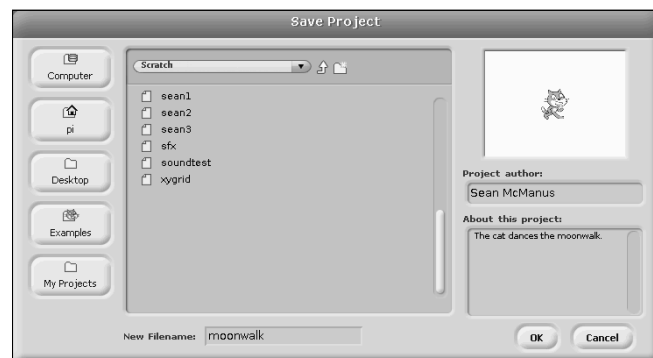 Save Project
Computer
pi
Desktop
Examples
My Projects
Scratch
sean1
sean2
sean3
sfx
soundtest
xygrid
Project author:
Sean McManus
About this project:
The cat dances the moonwalk.
New Filename: moonwalk
OK
Cancel